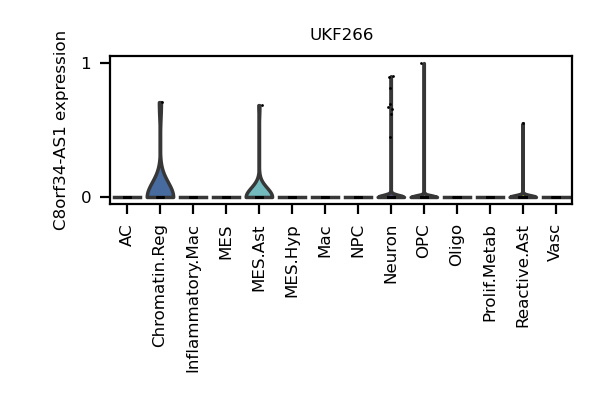 UKF266
C8orf34-AS1 expression
1
0
AC
Chromatin.Reg
Inflammatory.Mac
MES
MES.Ast
MES.Hyp
Mac
NPC
Neuron
OPC
Oligo
Prolif.Metab
Reactive.Ast
Vasc